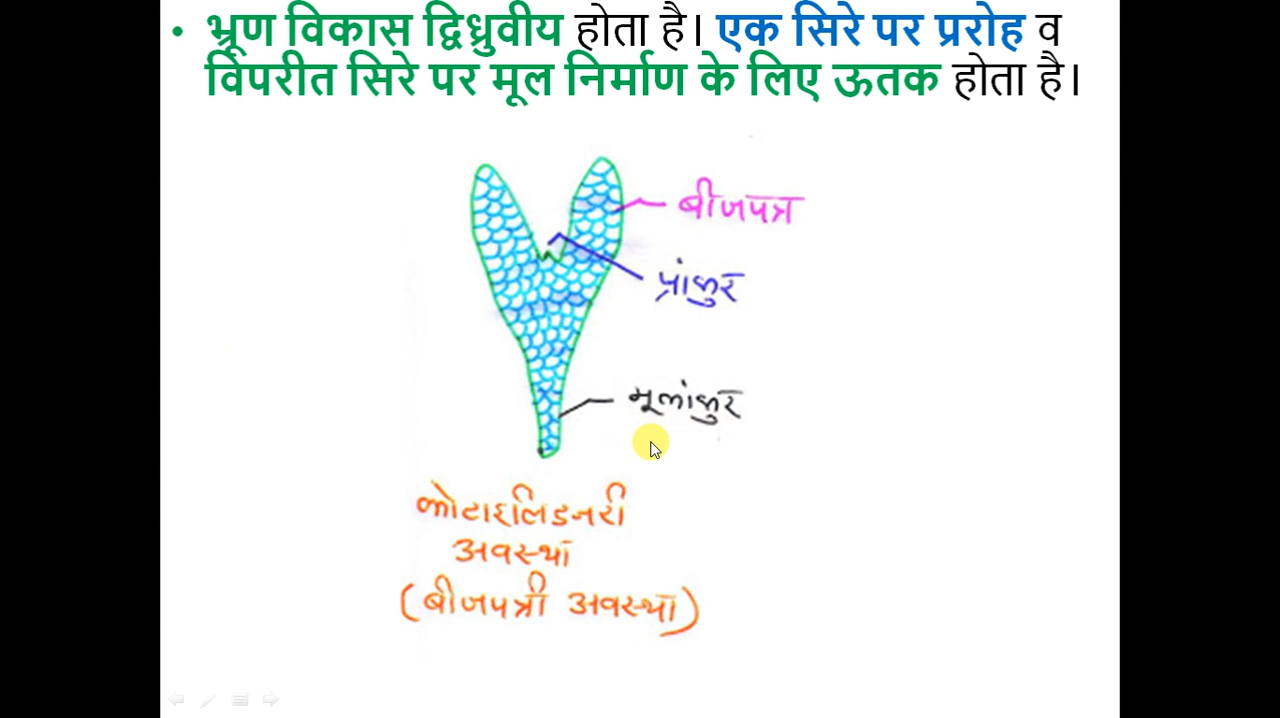 • भ्रूण विकास द्विध्रुवीय होता है। एक सिरे पर प्ररोह व
विपरीत सिरे पर मूल निर्माण के लिए ऊतक होता है।
बीजपत्र
प्रांकुर
मूलांकुर
कोटाइलिडनरी
अवस्था
(बीजपत्री अवस्था)